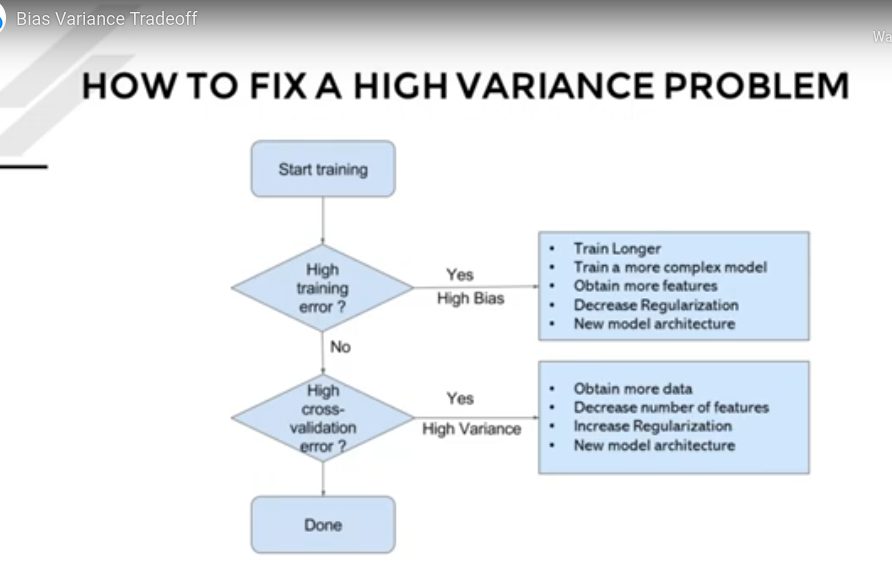 Bias Variance Tradeoff
HOW TO FIX A HIGH VARIANCE PROBLEM
Start training
High
training
error ?
Yes
High Bias
• Train Longer
• Train a more complex model
• Obtain more features
• Decrease Regularization
• New model architecture
No
High
cross-
validation
error ?
Yes
High Variance
• Obtain more data
• Decrease number of features
• Increase Regularization
• New model architecture
Done